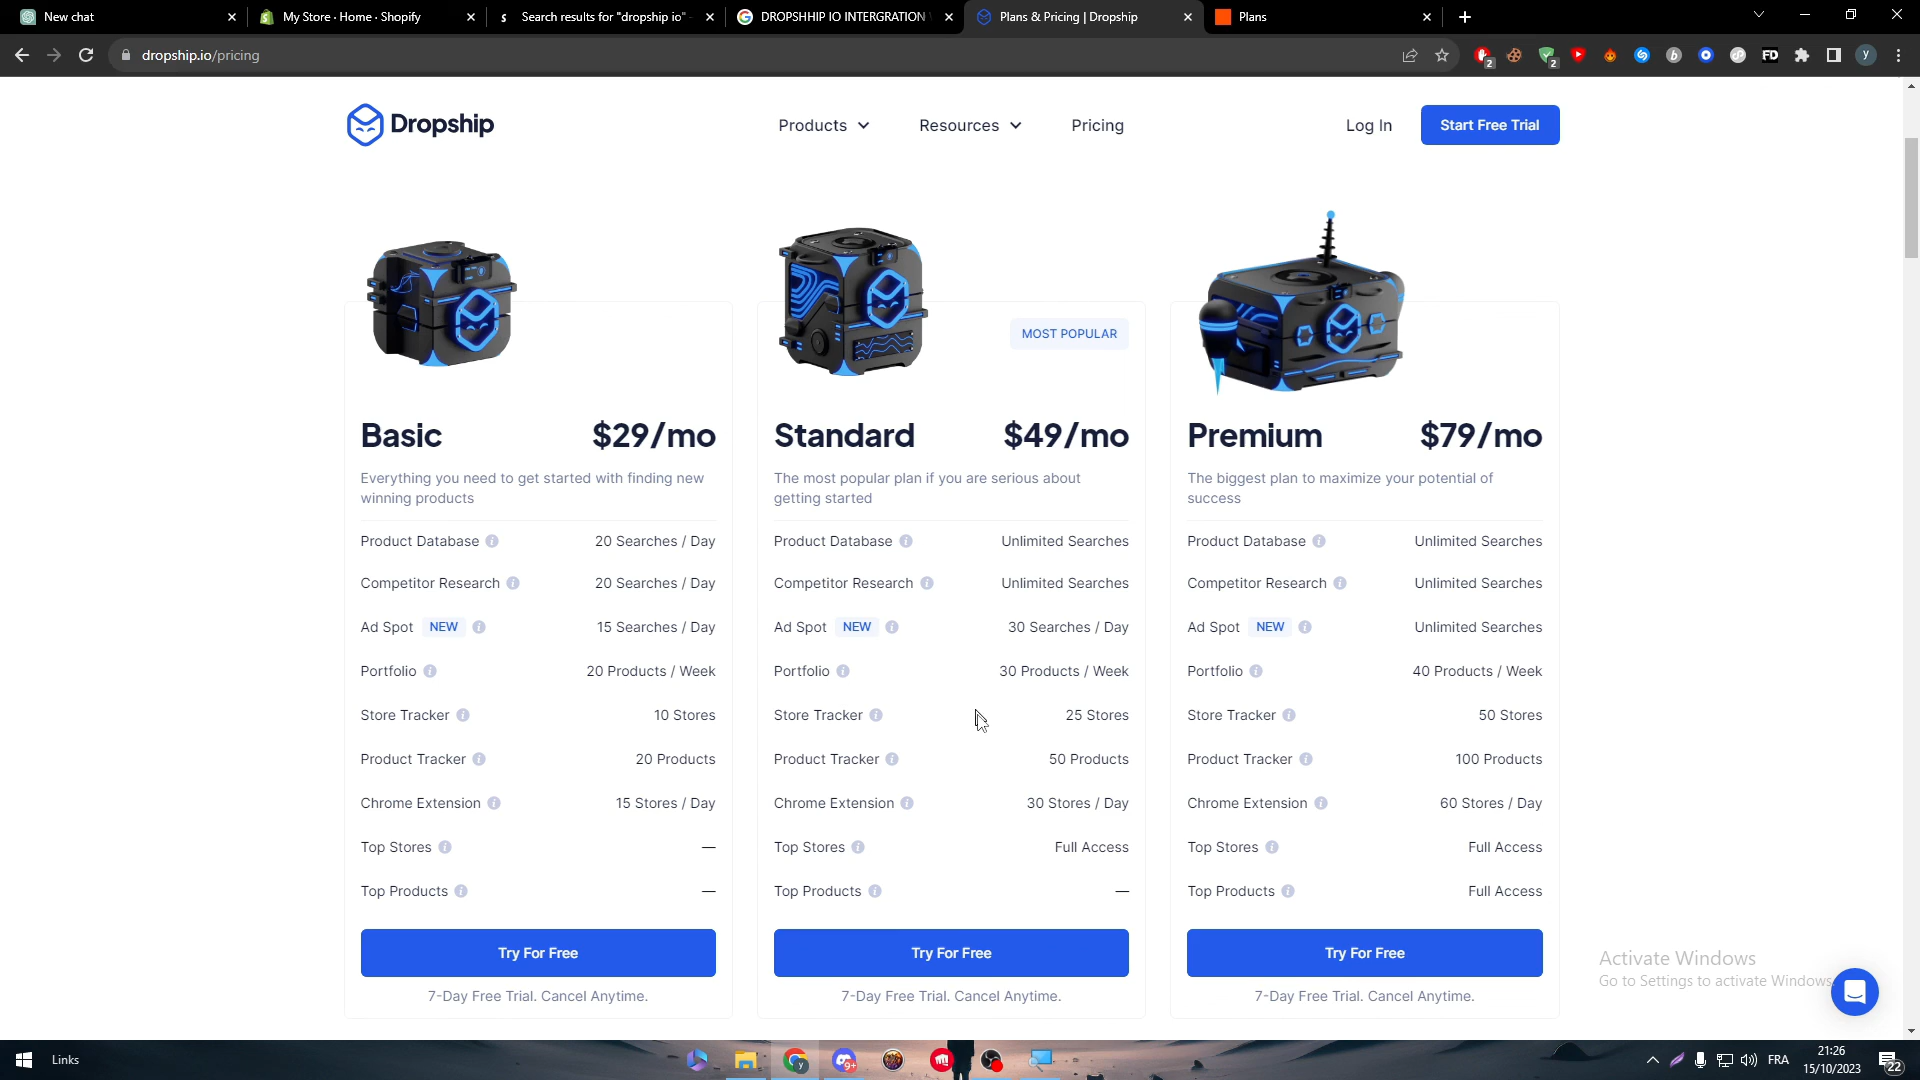 New chat
My Store · Home · Shopify
Search results for "dropship io" -
DROPSHHIP IO INTERGRATION
Plans & Pricing | Dropship
Plans
dropship.io/pricing
2
2
FD
y
Dropship
Products
Resources
Pricing
Log In
Start Free Trial
MOST POPULAR
Basic $29/mo
Everything you need to get started with finding new
winning products
Product Database 20 Searches / Day
Competitor Research 20 Searches / Day
Ad Spot NEW 15 Searches / Day
Portfolio 20 Products / Week
Store Tracker 10 Stores
Product Tracker 20 Products
Chrome Extension 15 Stores / Day
Top Stores —
Top Products —
Try For Free
7-Day Free Trial. Cancel Anytime.
Standard $49/mo
The most popular plan if you are serious about
getting started
Product Database Unlimited Searches
Competitor Research Unlimited Searches
Ad Spot NEW 30 Searches / Day
Portfolio 30 Products / Week
Store Tracker 25 Stores
Product Tracker 50 Products
Chrome Extension 30 Stores / Day
Top Stores Full Access
Top Products —
Try For Free
7-Day Free Trial. Cancel Anytime.
Premium $79/mo
The biggest plan to maximize your potential of
success
Product Database Unlimited Searches
Competitor Research Unlimited Searches
Ad Spot NEW Unlimited Searches
Portfolio 40 Products / Week
Store Tracker 50 Stores
Product Tracker 100 Products
Chrome Extension 60 Stores / Day
Top Stores Full Access
Top Products Full Access
Try For Free
7-Day Free Trial. Cancel Anytime.
Activate Windows
Go to Settings to activate Windows.
Links
9+
FRA
21:26
15/10/2023
22